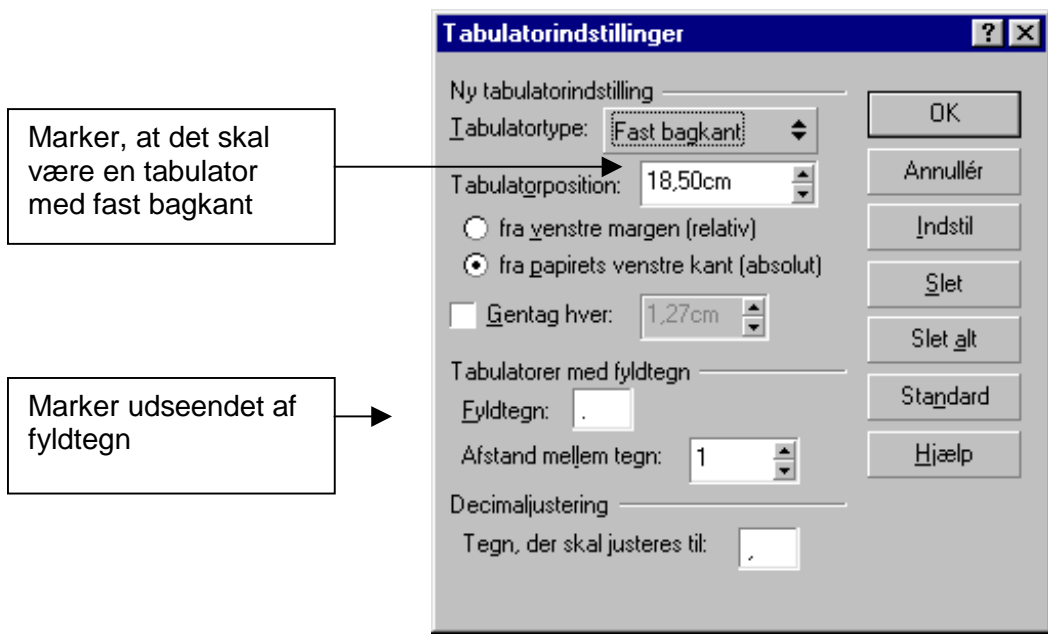 Tabulatorindstillinger
Marker, at det skal
være en tabulator
med fast bagkant
Marker udseendet af
fyldtegn
Ny tabulatorindstilling
Tabulatortype: Fast bagkant
Tabulatorposition: 18,50cm
fra venstre margen (relativ)
fra papirets venstre kant (absolut)
Gentag hver: 1,27cm
Tabulatorer med fyldtegn
Fyldtegn: .
Afstand mellem tegn: 1
Decimaljustering
Tegn, der skal justeres til: ,
OK
Annullér
Indstil
Slet
Slet alt
Standard
Hjælp